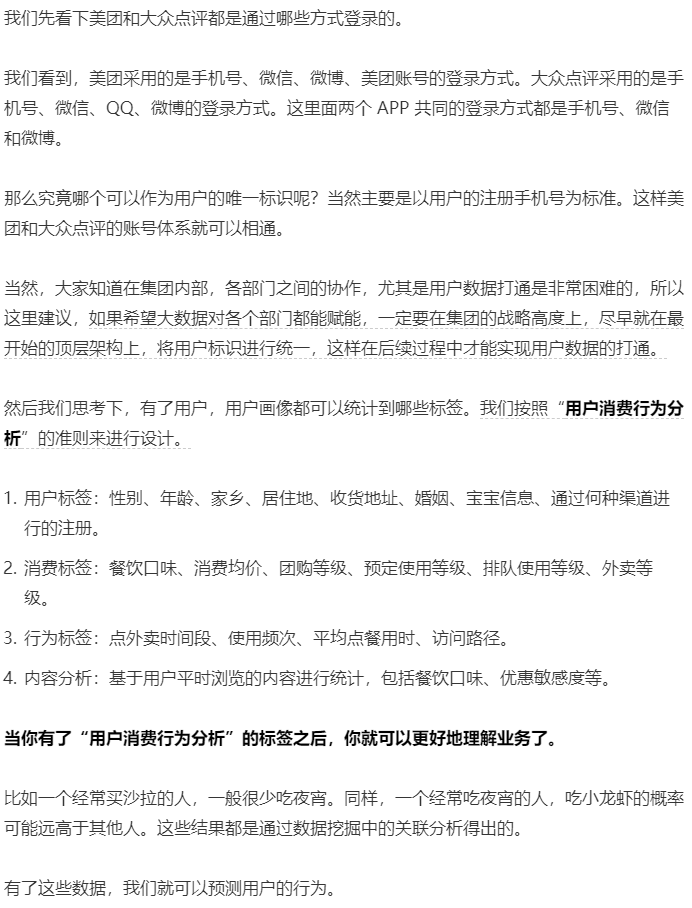 我们先看下美团和大众点评都是通过哪些方式登录的。
我们看到，美团采用的是手机号、微信、微博、美团账号的登录方式。大众点评采用的是手
机号、微信、QQ、微博的登录方式。这里面两个 APP 共同的登录方式都是手机号、微信
和微博。
那么究竟哪个可以作为用户的唯一标识呢？当然主要是以用户的注册手机号为标准。这样美
团和大众点评的账号体系就可以相通。
当然，大家知道在集团内部，各部门之间的协作，尤其是用户数据打通是非常困难的，所以
这里建议，如果希望大数据对各个部门都能赋能，一定要在集团的战略高度上，尽早就在最
开始的顶层架构上，将用户标识进行统一，这样在后续过程中才能实现用户数据的打通。
然后我们思考下，有了用户，用户画像都可以统计到哪些标签。我们按照“用户消费行为分
析”的准则来进行设计。
1. 用户标签：性别、年龄、家乡、居住地、收货地址、婚姻、宝宝信息、通过何种渠道进
行的注册。
2. 消费标签：餐饮口味、消费均价、团购等级、预定使用等级、排队使用等级、外卖等
级。
3. 行为标签：点外卖时间段、使用频次、平均点餐用时、访问路径。
4. 内容分析：基于用户平时浏览的内容进行统计，包括餐饮口味、优惠敏感度等。
当你有了“用户消费行为分析”的标签之后，你就可以更好地理解业务了。
比如一个经常买沙拉的人，一般很少吃夜宵。同样，一个经常吃夜宵的人，吃小龙虾的概率
可能远高于其他人。这些结果都是通过数据挖掘中的关联分析得出的。
有了这些数据，我们就可以预测用户的行为。